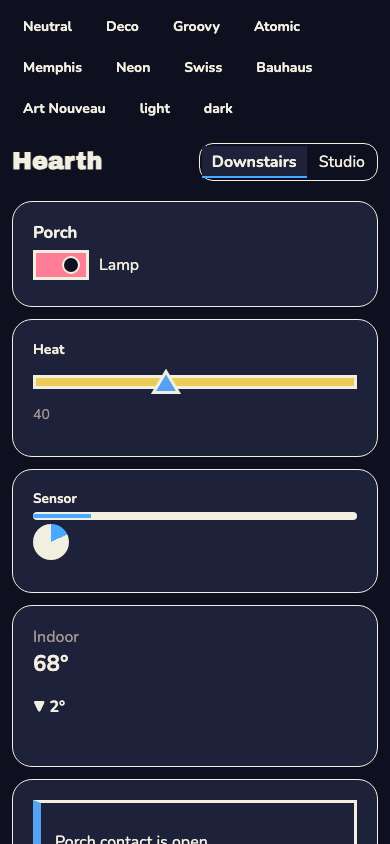 Neutral Deco Groovy Atomic
Memphis Neon Swiss Bauhaus
Art Nouveau light dark
Hearth Downstairs Studio
Porch
Lamp
Heat
40
Sensor
Indoor
68°
▼ 2°
Porch contact is open